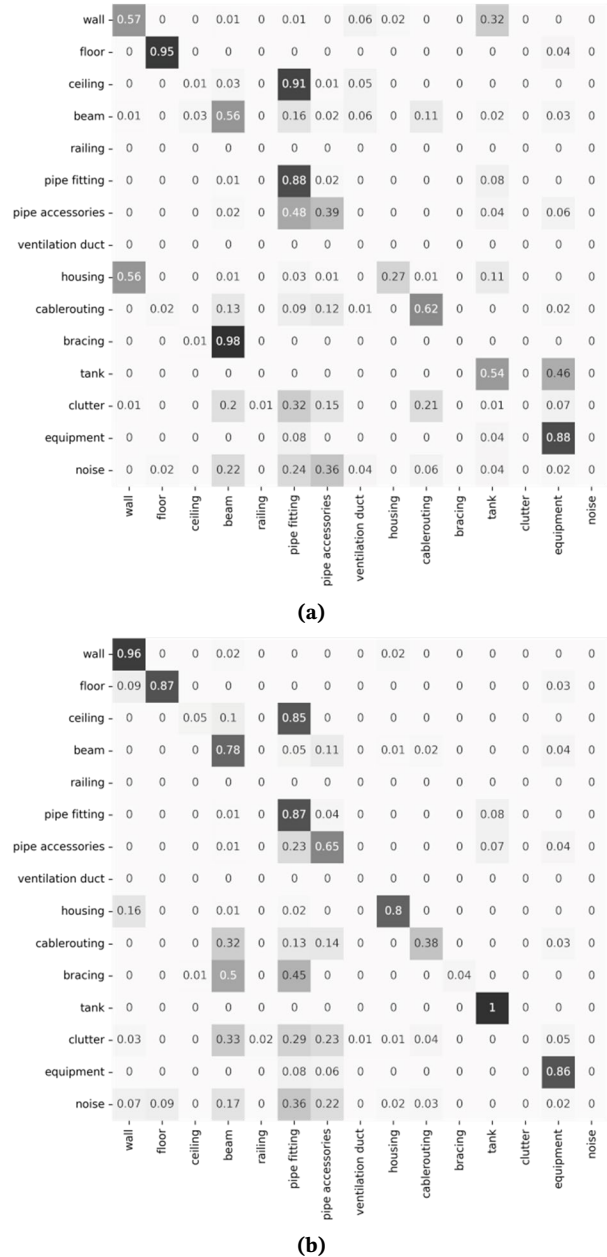 wall 0.57 0 0 0.01 0 0.01 0 0.06 0.02 0 0 0.32 0 0 0
floor 0 0.95 0 0 0 0 0 0 0 0 0 0 0 0.04 0
ceiling 0 0 0.01 0.03 0 0.91 0.01 0.05 0 0 0 0 0 0 0
beam 0.01 0 0.03 0.56 0 0.16 0.02 0.06 0 0.11 0 0.02 0 0.03 0
railing 0 0 0 0 0 0 0 0 0 0 0 0 0 0 0
pipe fitting 0 0 0 0.01 0 0.88 0.02 0 0 0 0 0.08 0 0 0
pipe accessories 0 0 0 0.02 0 0.48 0.39 0 0 0 0 0.04 0 0.06 0
ventilation duct 0 0 0 0 0 0 0 0 0 0 0 0 0 0 0
housing 0.56 0 0 0.01 0 0.03 0.01 0 0.27 0.01 0 0.11 0 0 0
cablerouting 0 0.02 0 0.13 0 0.09 0.12 0.01 0 0.62 0 0 0 0.02 0
bracing 0 0 0.01 0.98 0 0 0 0 0 0 0 0 0 0 0
tank 0 0 0 0 0 0 0 0 0 0 0 0.54 0 0.46 0
clutter 0.01 0 0 0.2 0.01 0.32 0.15 0 0 0.21 0 0.01 0 0.07 0
equipment 0 0 0 0 0 0.08 0 0 0 0 0 0.04 0 0.88 0
noise 0 0.02 0 0.22 0 0.24 0.36 0.04 0 0.06 0 0.04 0 0.02 0
wall floor ceiling beam railing pipe fitting pipe accessories ventilation duct housing cablerouting bracing tank clutter equipment noise
(a)
wall 0.96 0 0 0.02 0 0 0 0 0.02 0 0 0 0 0 0
floor 0.09 0.87 0 0 0 0 0 0 0 0 0 0 0 0.03 0
ceiling 0 0 0.05 0.1 0 0.85 0 0 0 0 0 0 0 0 0
beam 0 0 0 0.78 0 0.05 0.11 0 0.01 0.02 0 0 0 0.04 0
railing 0 0 0 0 0 0 0 0 0 0 0 0 0 0 0
pipe fitting 0 0 0 0.01 0 0.87 0.04 0 0 0 0 0.08 0 0 0
pipe accessories 0 0 0 0.01 0 0.23 0.65 0 0 0 0 0.07 0 0.04 0
ventilation duct 0 0 0 0 0 0 0 0 0 0 0 0 0 0 0
housing 0.16 0 0 0.01 0 0.02 0 0 0.8 0 0 0 0 0 0
cablerouting 0 0 0 0.32 0 0.13 0.14 0 0 0.38 0 0 0 0.03 0
bracing 0 0 0.01 0.5 0 0.45 0 0 0 0 0.04 0 0 0 0
tank 0 0 0 0 0 0 0 0 0 0 0 1 0 0 0
clutter 0.03 0 0 0.33 0.02 0.29 0.23 0.01 0.01 0.04 0 0 0 0.05 0
equipment 0 0 0 0 0 0.08 0.06 0 0 0 0 0 0 0.86 0
noise 0.07 0.09 0 0.17 0 0.36 0.22 0 0.02 0.03 0 0 0 0.02 0
wall floor ceiling beam railing pipe fitting pipe accessories ventilation duct housing cablerouting bracing tank clutter equipment noise
(b)